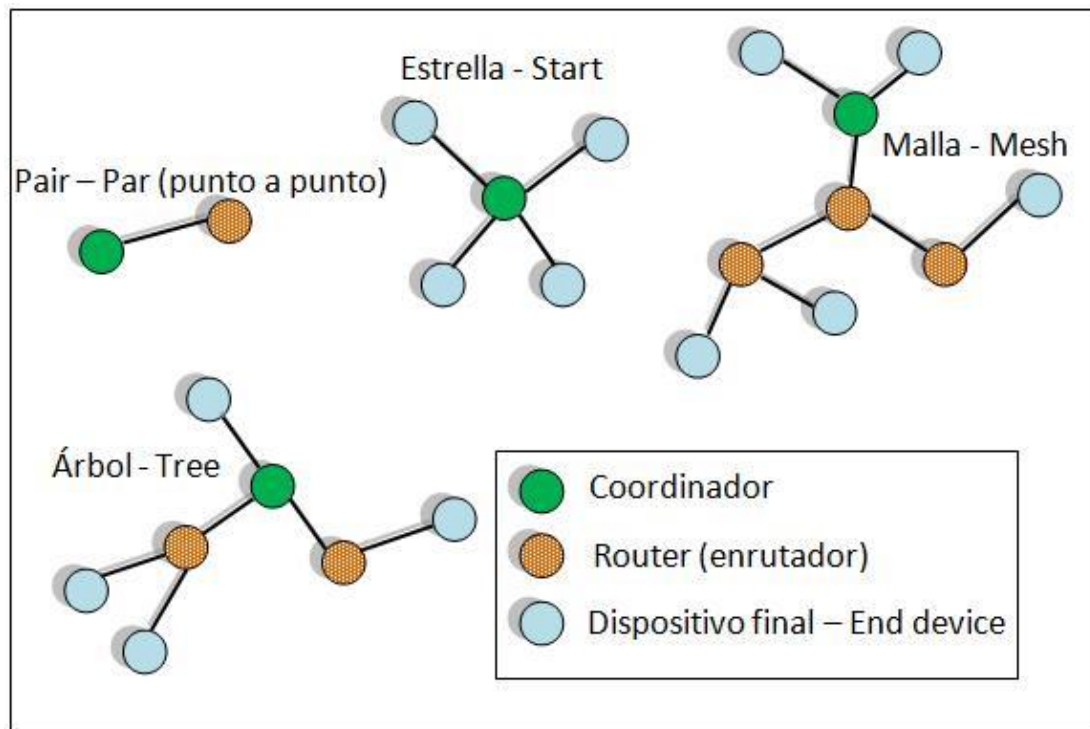 Estrella - Start
Malla - Mesh
Pair – Par (punto a punto)
Árbol - Tree
Coordinador
Router (enrutador)
Dispositivo final – End device